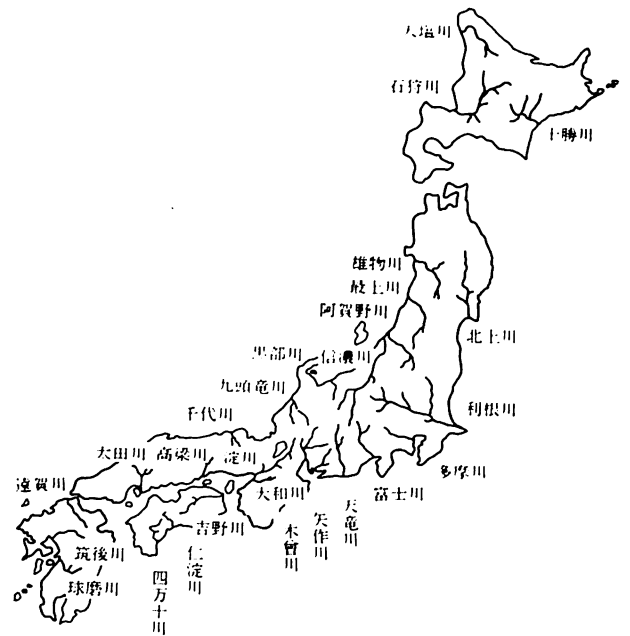 天塩川
石狩川
十勝川
雄物川
最上川
阿賀野川
北上川
黒部川
信濃川
九頭竜川
千代川
利根川
太田川
高梁川
淀川
多摩川
遠賀川
大和川
富士川
吉野川
木曾川
矢作川
天竜川
筑後川
仁淀川
四万十川
球磨川